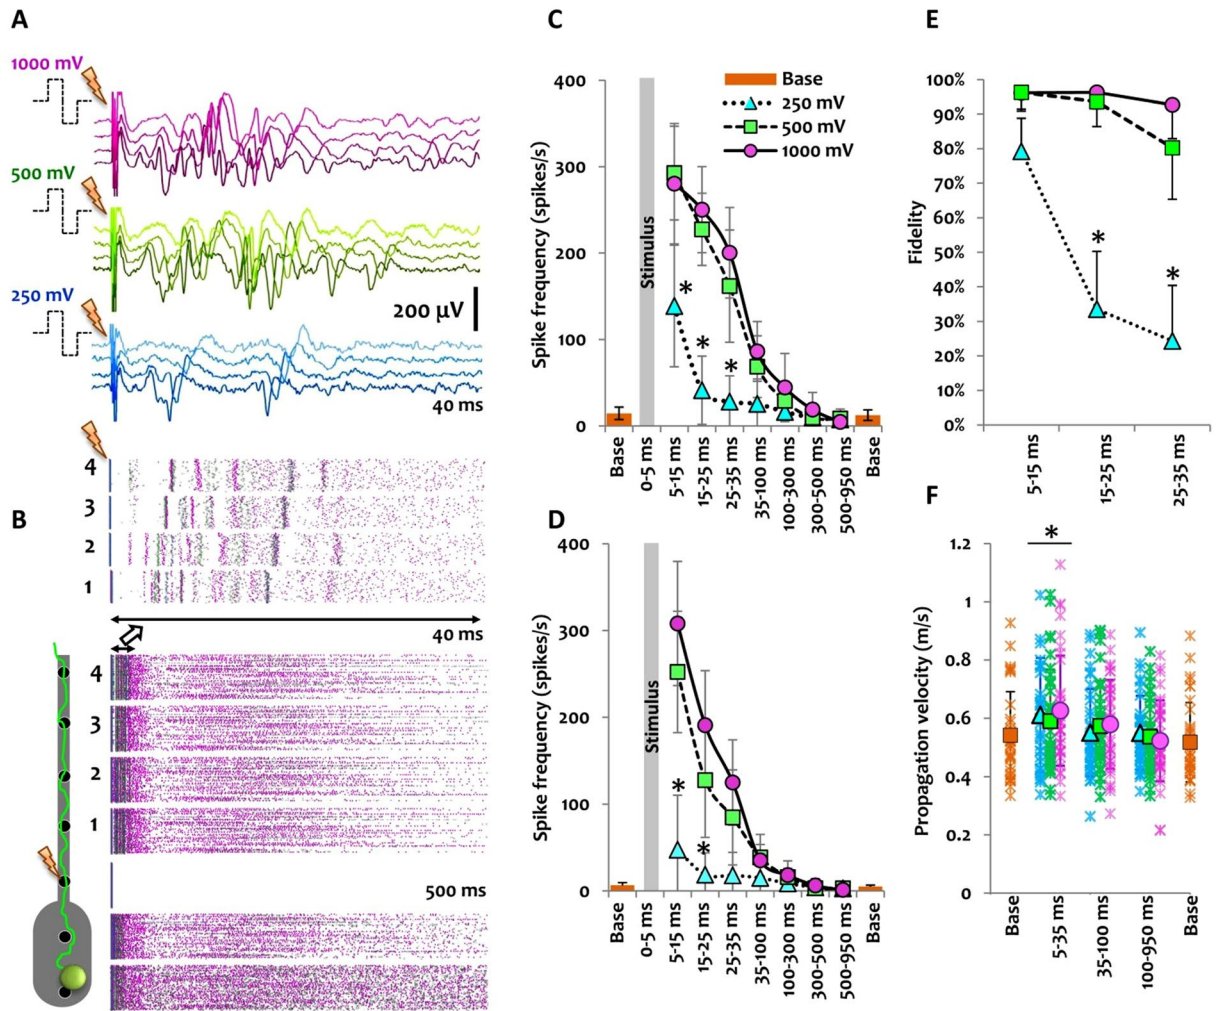 A
1000 mV
500 mV
200 µV
250 mV
40 ms
B
4
3
2
1
40 ms
4
3
2
1
500 ms
C
400
300
200
100
0
Spike frequency (spikes/s)
Stimulus
Base
250 mV
500 mV
1000 mV
*
*
*
Base
0-5 ms
5-15 ms
15-25 ms
25-35 ms
35-100 ms
100-300 ms
300-500 ms
500-950 ms
Base
D
400
300
200
100
0
Spike frequency (spikes/s)
Stimulus
*
*
Base
0-5 ms
5-15 ms
15-25 ms
25-35 ms
35-100 ms
100-300 ms
300-500 ms
500-950 ms
Base
E
100%
90%
80%
70%
60%
50%
40%
30%
20%
10%
0%
Fidelity
*
*
5-15 ms
15-25 ms
25-35 ms
F
1.2
1
0.8
0.6
0.4
0.2
0
Propagation velocity (m/s)
*
Base
5-35 ms
35-100 ms
100-950 ms
Base